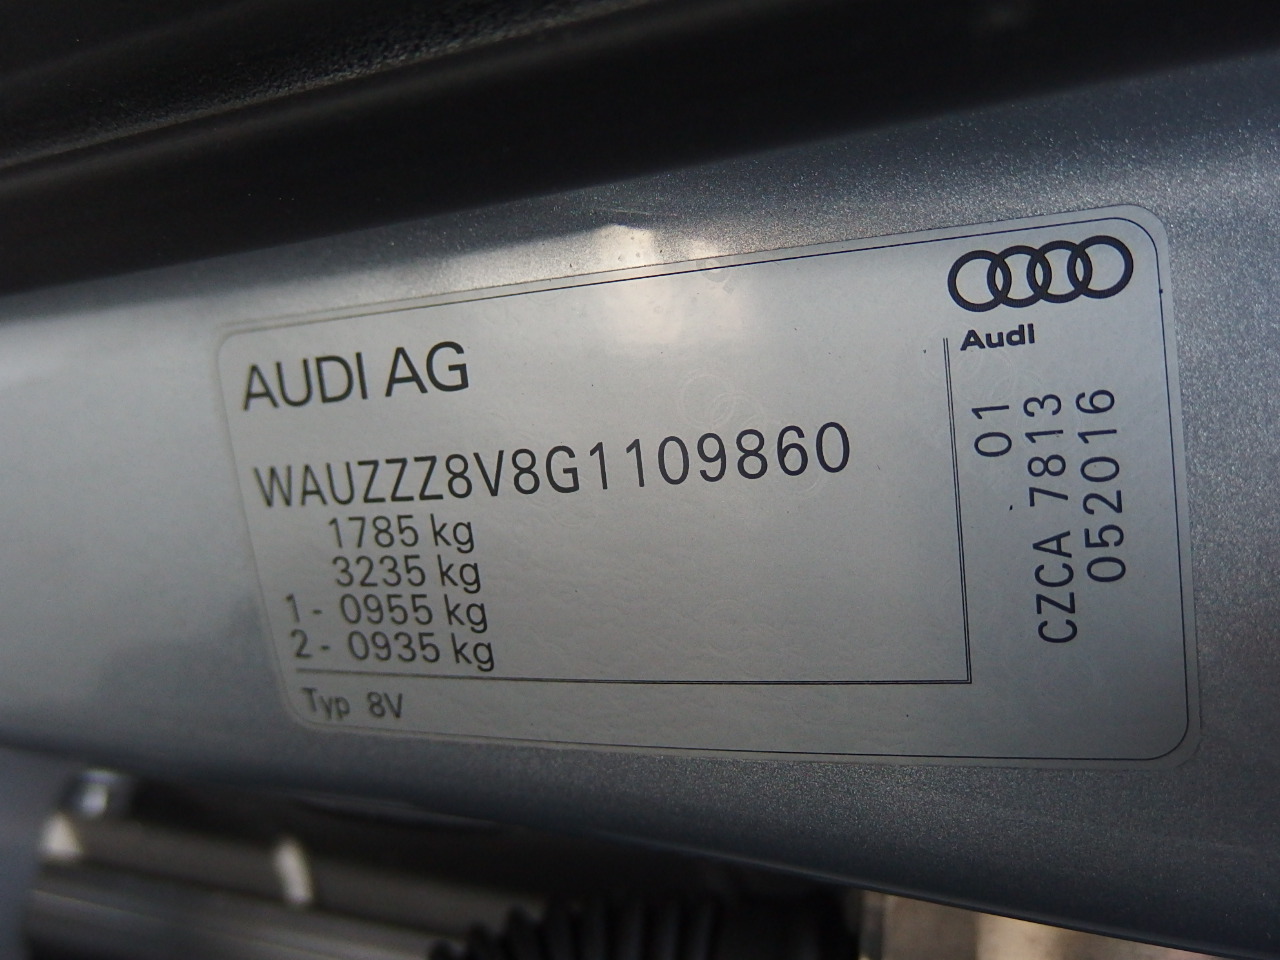 AUDI AG
WAUZZZ8V8G1109860
1785 kg
3235 kg
1- 0955 kg
2- 0935 kg
Typ 8V
Audi
01
CZCA 7813
052016